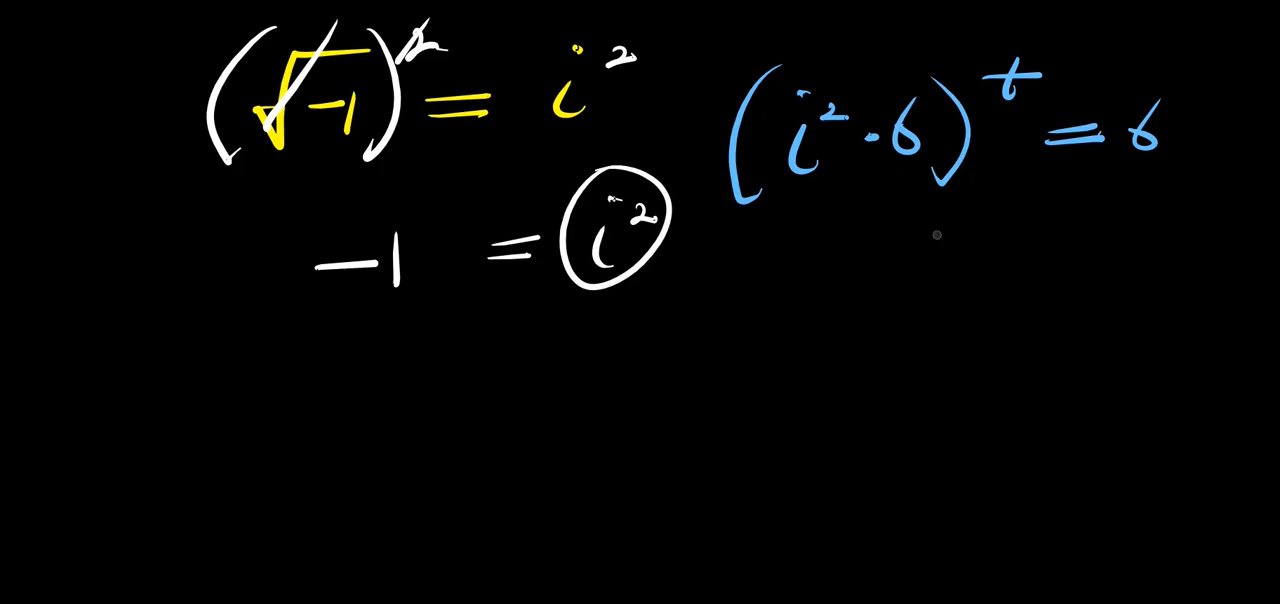 (√-1)² = i²
(i² · 6)^t = 6
-1 = i²